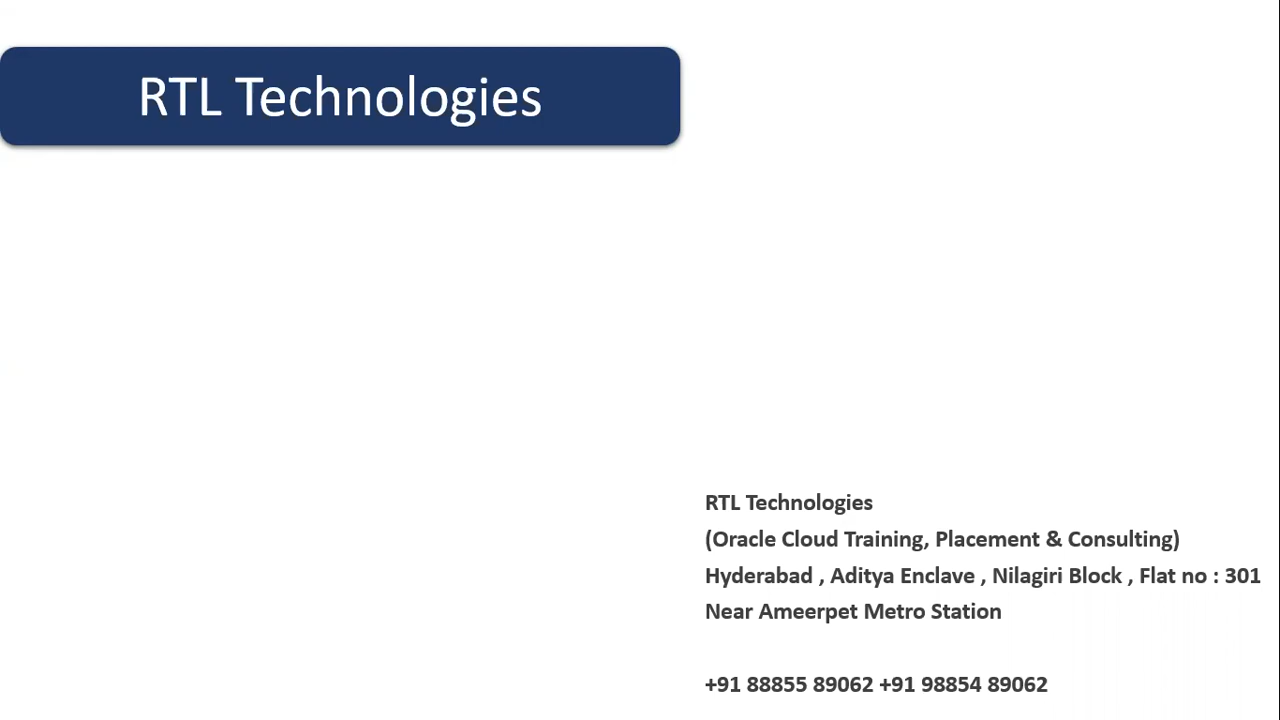 RTL Technologies
RTL Technologies
(Oracle Cloud Training, Placement & Consulting)
Hyderabad , Aditya Enclave , Nilagiri Block , Flat no : 301
Near Ameerpet Metro Station
+91 88855 89062 +91 98854 89062